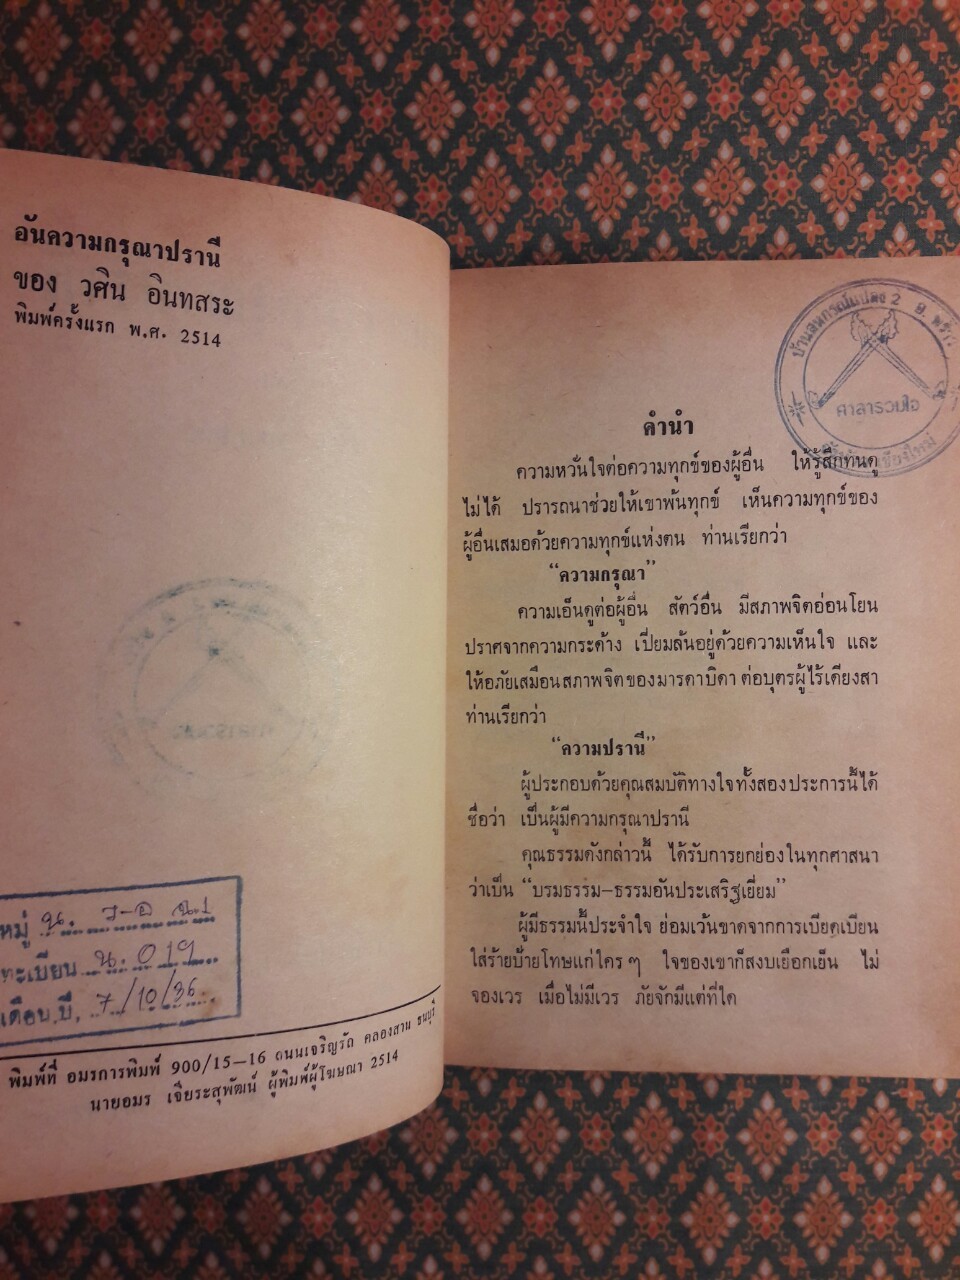 อันความกรุณาปรานี
ของ วศิน อินทสระ
พิมพ์ครั้งแรก พ.ศ. 2514
หมู่ น. ว-อ ฉ.1
ทะเบียน น. 019
เดือน, ปี, 7/10/36
พิมพ์ที่ อมรการพิมพ์ 900/15–16 ถนนเจริญรัถ คลองสาน ธนบุรี
นายอมร เจียระสุพัฒน์ ผู้พิมพ์ผู้โฆษณา 2514
2 อ. พร้าว
ศาลารวมใจ
เชียงใหม่
คำนำ
ความหวั่นใจต่อความทุกข์ของผู้อื่น ให้รู้สึกทนดู
ไม่ได้ ปรารถนาช่วยให้เขาพ้นทุกข์ เห็นความทุกข์ของ
ผู้อื่นเสมอด้วยความทุกข์แห่งตน ท่านเรียกว่า
“ความกรุณา”
ความเอ็นดูต่อผู้อื่น สัตว์อื่น มีสภาพจิตอ่อนโยน
ปราศจากความกระด้าง เปี่ยมล้นอยู่ด้วยความเห็นใจ และ
ให้อภัยเสมือนสภาพจิตของมารดาบิดา ต่อบุตรผู้ไร้เดียงสา
ท่านเรียกว่า
“ความปรานี”
ผู้ประกอบด้วยคุณสมบัติทางใจทั้งสองประการนี้ได้
ชื่อว่า เป็นผู้มีความกรุณาปรานี
คุณธรรมดังกล่าวนี้ ได้รับการยกย่องในทุกศาสนา
ว่าเป็น “บรมธรรม–ธรรมอันประเสริฐเยี่ยม”
ผู้มีธรรมนี้ประจำใจ ย่อมเว้นขาดจากการเบียดเบียน
ใส่ร้ายป้ายโทษแก่ใคร ๆ ใจของเขาก็สงบเยือกเย็น ไม่
จองเวร เมื่อไม่มีเวร ภัยจักมีแต่ที่ใด